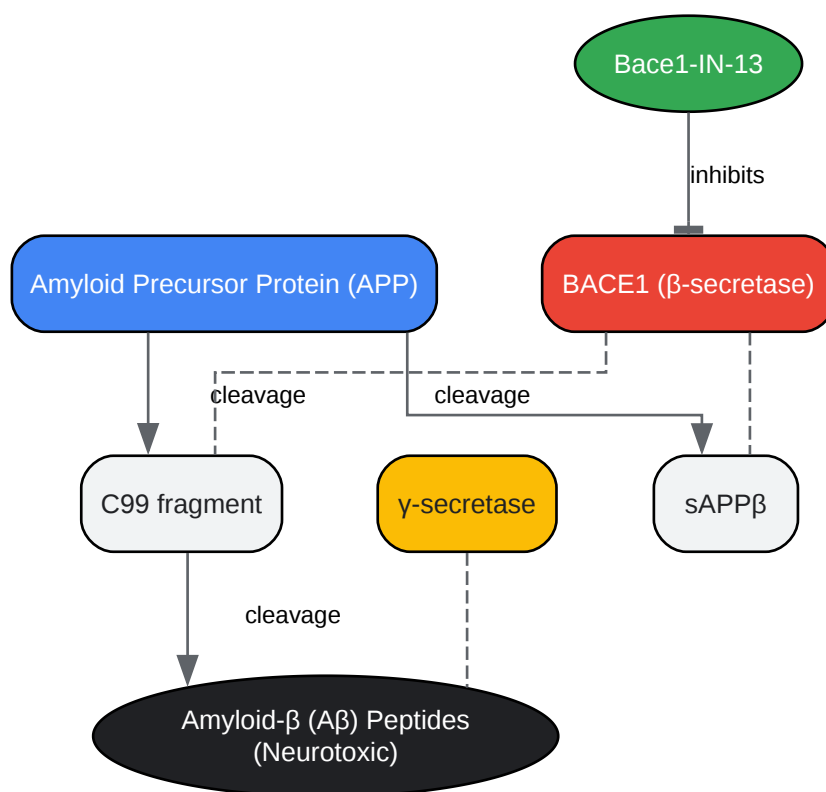 Bace1-IN-13
inhibits
Amyloid Precursor Protein (APP)
BACE1 (β-secretase)
cleavage
cleavage
C99 fragment
γ-secretase
sAPPβ
cleavage
Amyloid-β (Aβ) Peptides
(Neurotoxic)